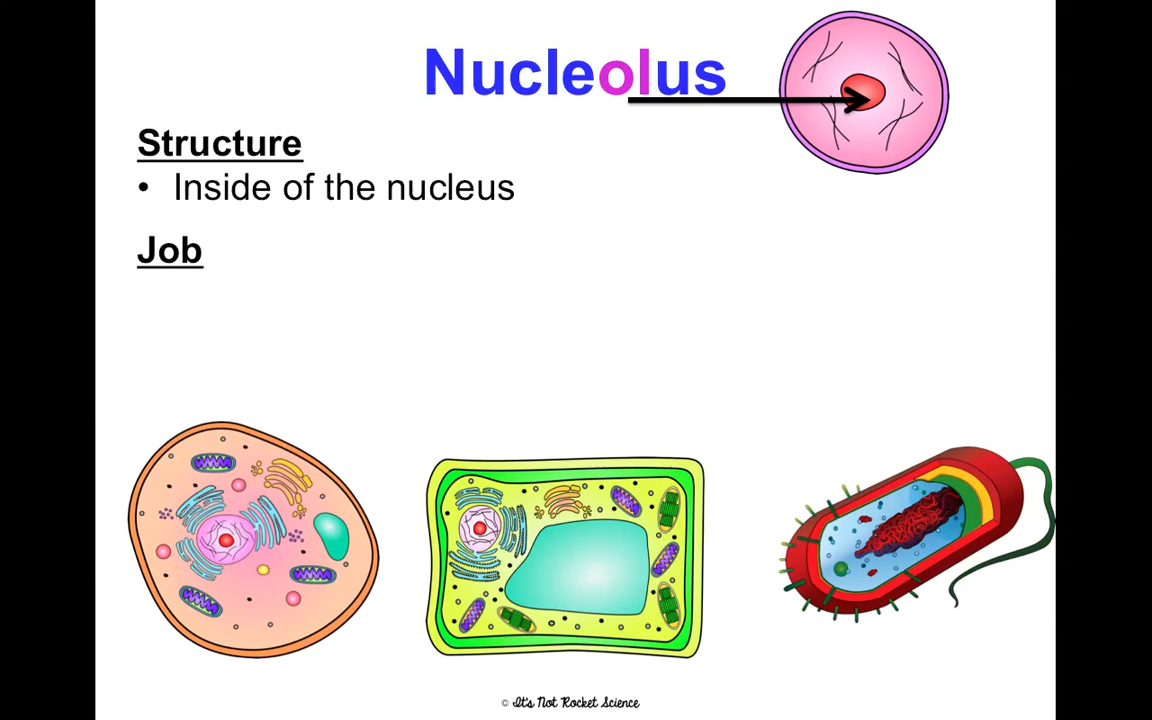 Nucleolus
Structure
• Inside of the nucleus
Job
© It's Not Rocket Science